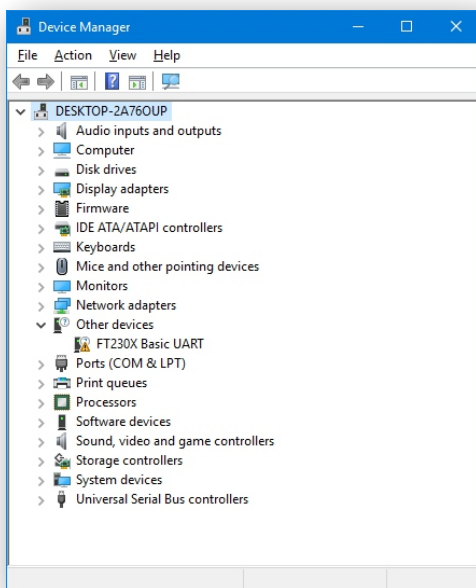 Device Manager
File Action View Help
DESKTOP-2A76OUP
Audio inputs and outputs
Computer
Disk drives
Display adapters
Firmware
IDE ATA/ATAPI controllers
Keyboards
Mice and other pointing devices
Monitors
Network adapters
Other devices
FT230X Basic UART
Ports (COM & LPT)
Print queues
Processors
Software devices
Sound, video and game controllers
Storage controllers
System devices
Universal Serial Bus controllers